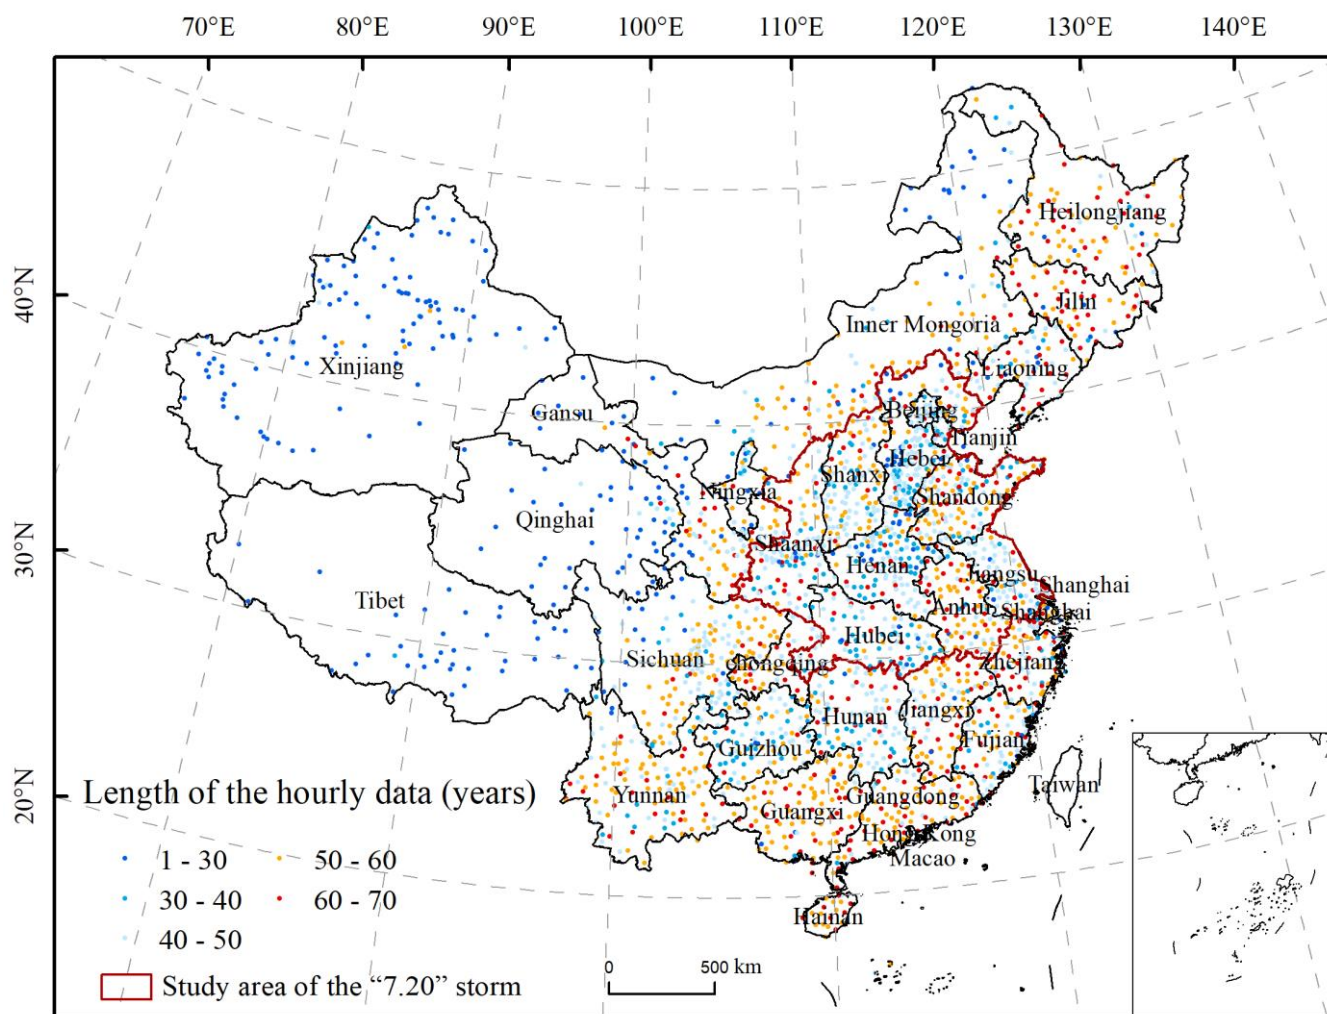 70°E 80°E 90°E 100°E 110°E 120°E 130°E 140°E
40°N
30°N
20°N
Heilongjiang
Jilin
Inner Mongoria
Liaoning
Xinjiang
Gansu
Beijing
Tianjin
Hebei
Shanxi
Ningxia
Shandong
Qinghai
Shaanxi
Henan
Jiangsu
Shanghai
Tibet
Anhui
Shanghai
Hubei
Sichuan
chongqing
Zhejiang
Hunan
Jiangxi
Fujian
Guizhou
Taiwan
Yunnan
Guangdong
Guangxi
Hong Kong
Macao
Hainan
Length of the hourly data (years)
1 - 30 50 - 60
30 - 40 60 - 70
40 - 50
Study area of the “7.20” storm
0 500 km